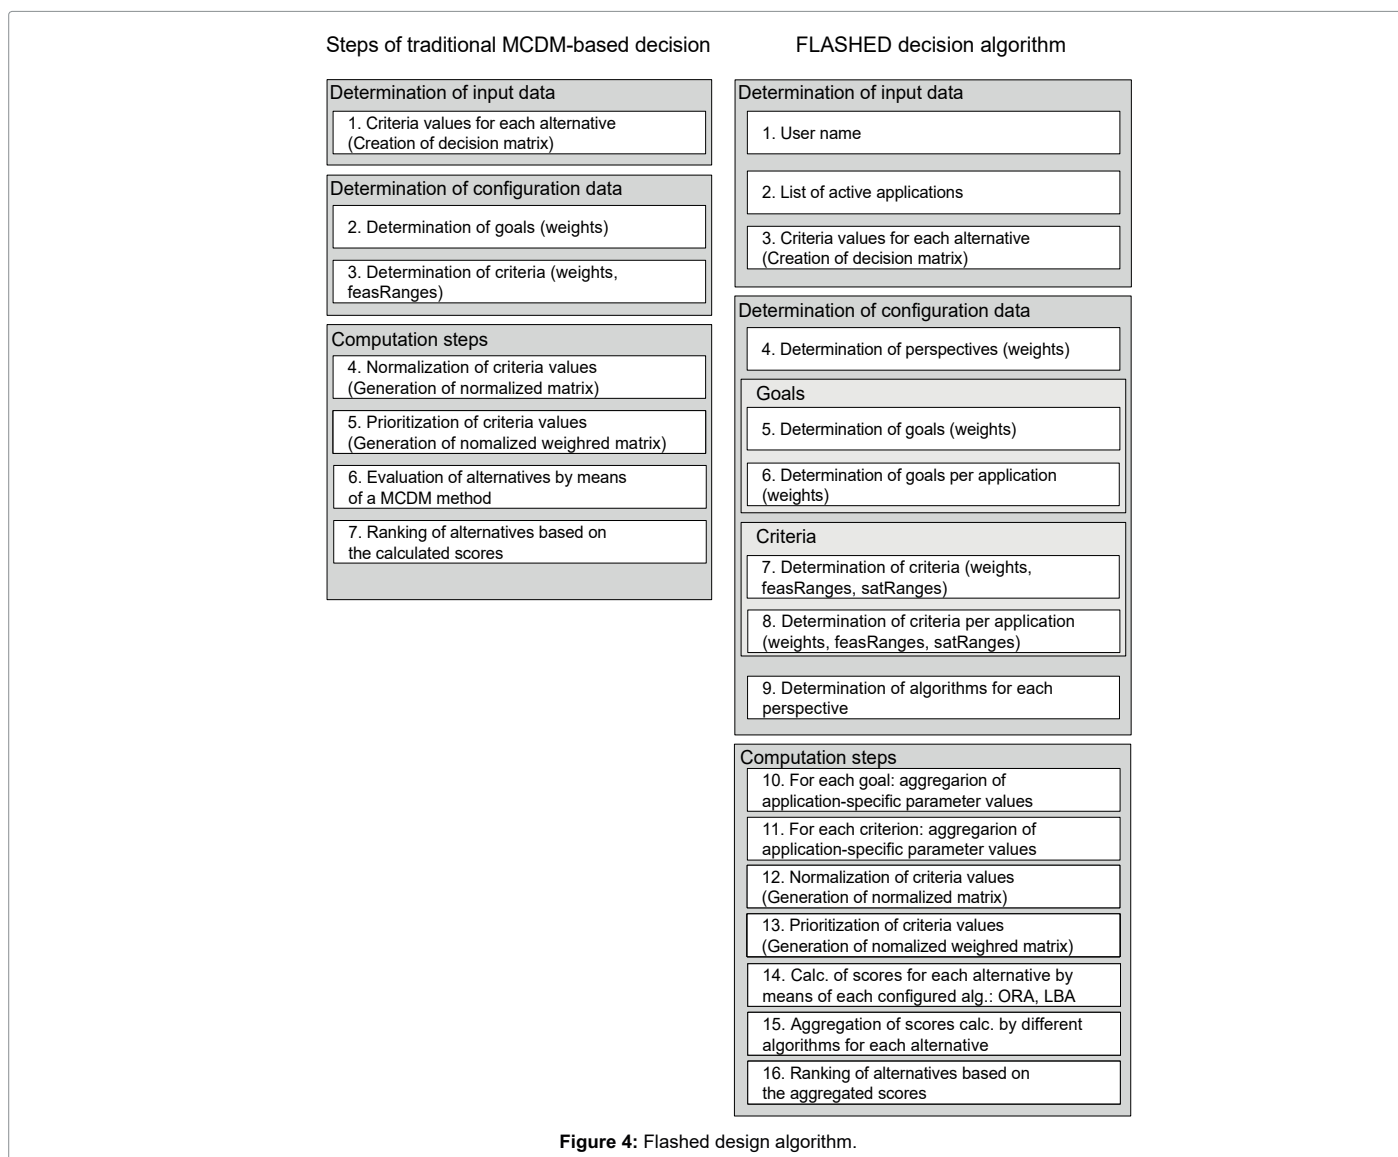 Steps of traditional MCDM-based decision
Determination of input data
1. Criteria values for each alternative
(Creation of decision matrix)
Determination of configuration data
2. Determination of goals (weights)
3. Determination of criteria (weights,
feasRanges)
Computation steps
4. Normalization of criteria values
(Generation of normalized matrix)
5. Prioritization of criteria values
(Generation of nomalized weighred matrix)
6. Evaluation of alternatives by means
of a MCDM method
7. Ranking of alternatives based on
the calculated scores
FLASHED decision algorithm
Determination of input data
1. User name
2. List of active applications
3. Criteria values for each alternative
(Creation of decision matrix)
Determination of configuration data
4. Determination of perspectives (weights)
Goals
5. Determination of goals (weights)
6. Determination of goals per application
(weights)
Criteria
7. Determination of criteria (weights,
feasRanges, satRanges)
8. Determination of criteria per application
(weights, feasRanges, satRanges)
9. Determination of algorithms for each
perspective
Computation steps
10. For each goal: aggregarion of
application-specific parameter values
11. For each criterion: aggregarion of
application-specific parameter values
12. Normalization of criteria values
(Generation of normalized matrix)
13. Prioritization of criteria values
(Generation of nomalized weighred matrix)
14. Calc. of scores for each alternative by
means of each configured alg.: ORA, LBA
15. Aggregation of scores calc. by different
algorithms for each alternative
16. Ranking of alternatives based on
the aggregated scores
Figure 4: Flashed design algorithm.